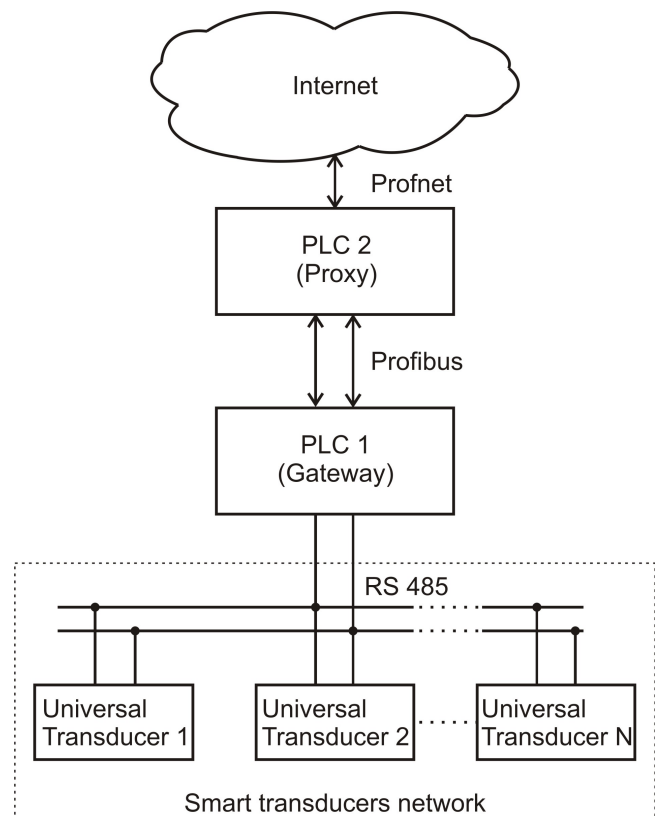 Internet
Profnet
PLC 2
(Proxy)
Profibus
PLC 1
(Gateway)
RS 485
Universal
Transducer 1
Universal
Transducer 2
Universal
Transducer N
Smart transducers network